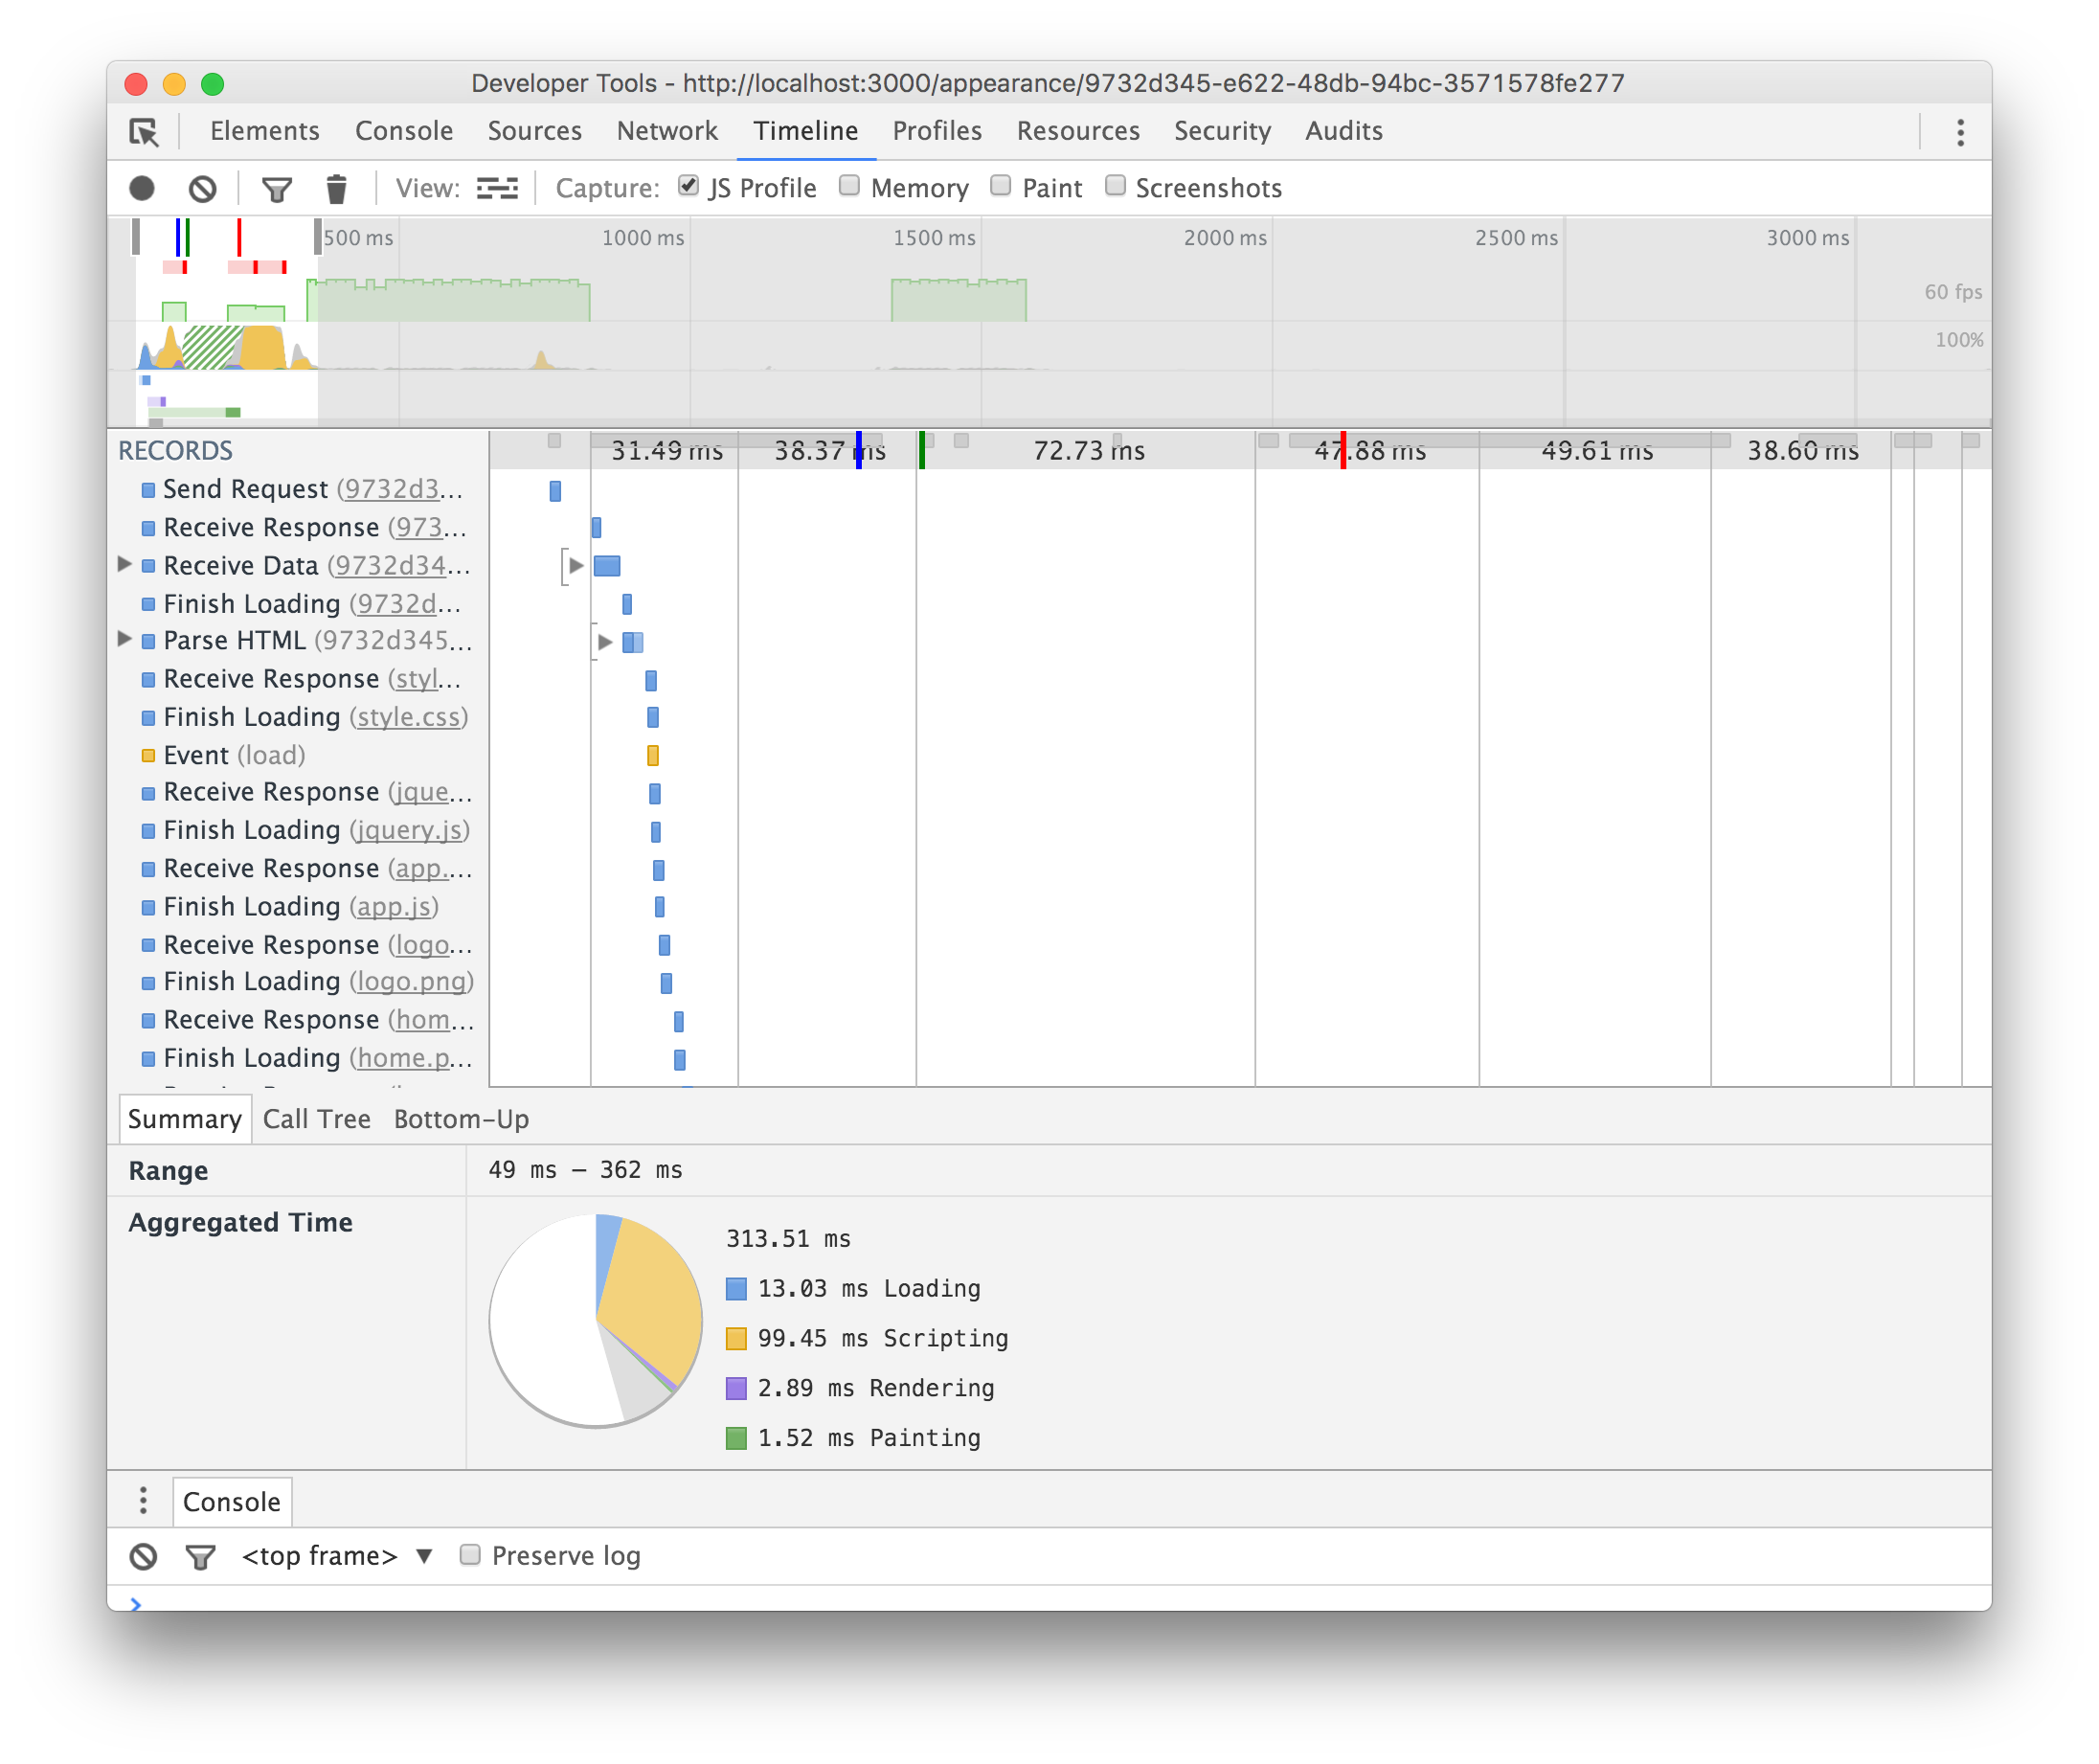 Developer Tools - http://localhost:3000/appearance/9732d345-e622-48db-94bc-3571578fe277
Elements Console Sources Network Timeline Profiles Resources Security Audits
View: Capture: JS Profile Memory Paint Screenshots
500 ms 1000 ms 1500 ms 2000 ms 2500 ms 3000 ms
60 fps
100%
RECORDS 31.49 ms 38.37 ms 72.73 ms 47.88 ms 49.61 ms 38.60 ms
Send Request (9732d3...
Receive Response (973...
Receive Data (9732d34...
Finish Loading (9732d...
Parse HTML (9732d345...
Receive Response (styl...
Finish Loading (style.css)
Event (load)
Receive Response (jque...
Finish Loading (jquery.js)
Receive Response (app....
Finish Loading (app.js)
Receive Response (logo...
Finish Loading (logo.png)
Receive Response (hom...
Finish Loading (home.p...
Summary Call Tree Bottom-Up
Range 49 ms – 362 ms
Aggregated Time
313.51 ms
13.03 ms Loading
99.45 ms Scripting
2.89 ms Rendering
1.52 ms Painting
Console
<top frame> ▼ Preserve log